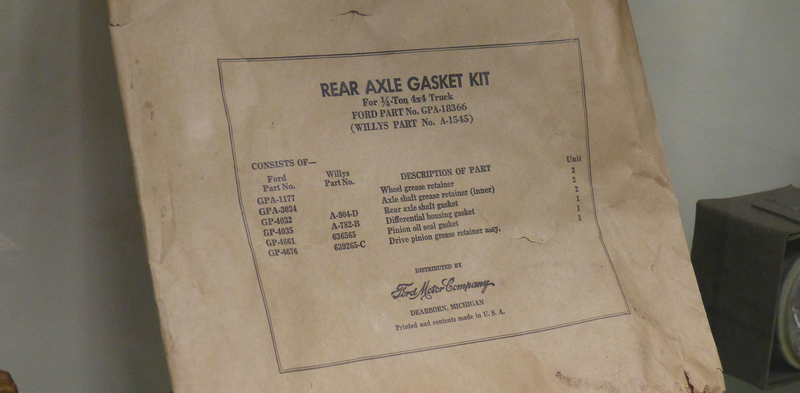 REAR AXLE GASKET KIT
For 1/4-Ton 4x4 Truck
FORD PART No. GPA-18366
(WILLYS PART No. A-1545)
CONSISTS OF—
Ford Part No. Willys Part No. DESCRIPTION OF PART Unit
GPA-1177 Wheel grease retainer 2
GPA-3034 Axle shaft grease retainer (inner) 2
GP-4032 A-904-D Rear axle shaft gasket 2
GP-4035 A-782-B Differential housing gasket 1
GP-4661 636565 Pinion oil seal gasket 1
GP-4676 639265-C Drive pinion grease retainer assy. 1
DISTRIBUTED BY
Ford Motor Company
DEARBORN, MICHIGAN
Printed and contents made in U. S. A.